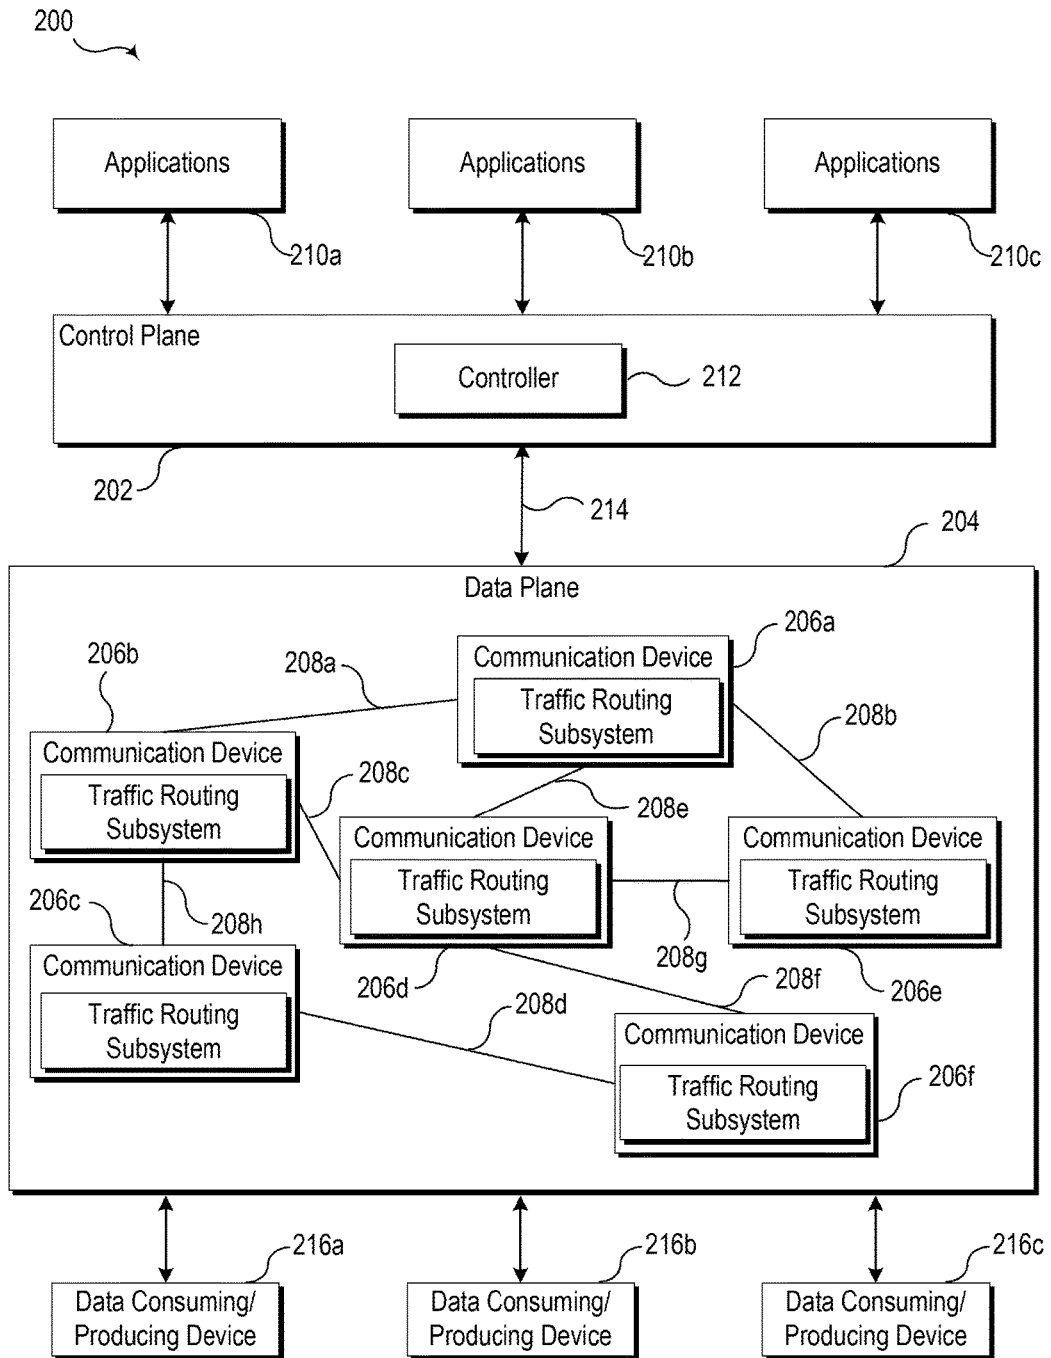 200
Applications
Applications
Applications
210a
210b
210c
Control Plane
Controller
212
202
214
204
Data Plane
206a
206b
208a
Communication Device
Traffic Routing
Subsystem
208b
Communication Device
Traffic Routing
Subsystem
208c
208e
Communication Device
Traffic Routing
Subsystem
Communication Device
Traffic Routing
Subsystem
206c
208h
208g
206d
208f
206e
Communication Device
Traffic Routing
Subsystem
208d
Communication Device
Traffic Routing
Subsystem
206f
216a
216b
216c
Data Consuming/
Producing Device
Data Consuming/
Producing Device
Data Consuming/
Producing Device